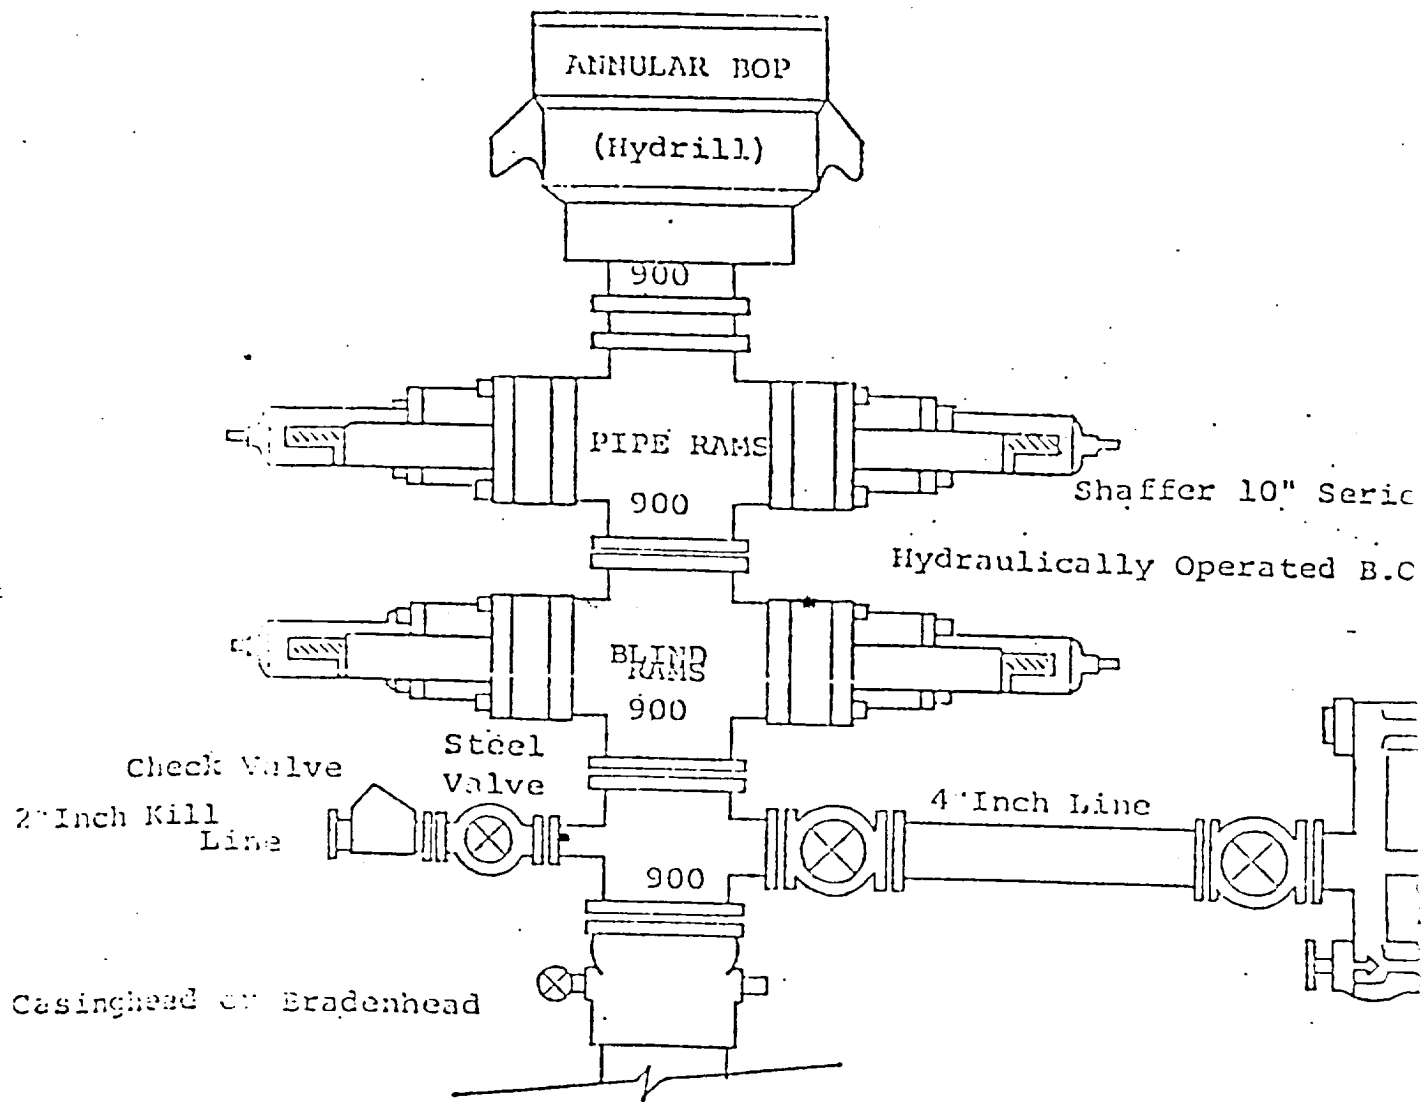 ANNULAR BOP
(Hydrill)
900
PIPE RAMS
900
Shaffer 10" Serie
Hydraulically Operated B.O
BLIND
RAMS
900
Steel
Valve
Check Valve
2" Inch Kill
Line
4" Inch Line
900
Casinghead or Bradenhead